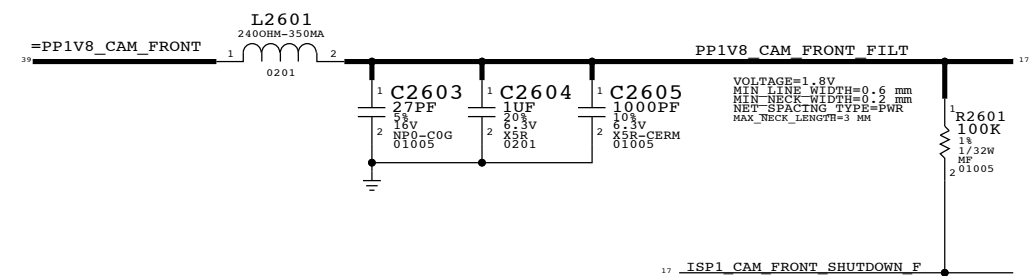 L2601
240OHM-350MA
=PP1V8_CAM_FRONT
39
1
2
0201
PP1V8_CAM_FRONT_FILT
17
VOLTAGE=1.8V
MIN_LINE_WIDTH=0.6 mm
MIN_NECK_WIDTH=0.2 mm
NET_SPACING_TYPE=PWR
MAX_NECK_LENGTH=3 MM
1
C2603
27PF
5%
16V
2
NP0-C0G
01005
1
C2604
1UF
20%
6.3V
2
X5R
0201
1
C2605
1000PF
10%
6.3V
2
X5R-CERM
01005
1
R2601
100K
1%
1/32W
MF
2
01005
17
ISP1_CAM_FRONT_SHUTDOWN_F